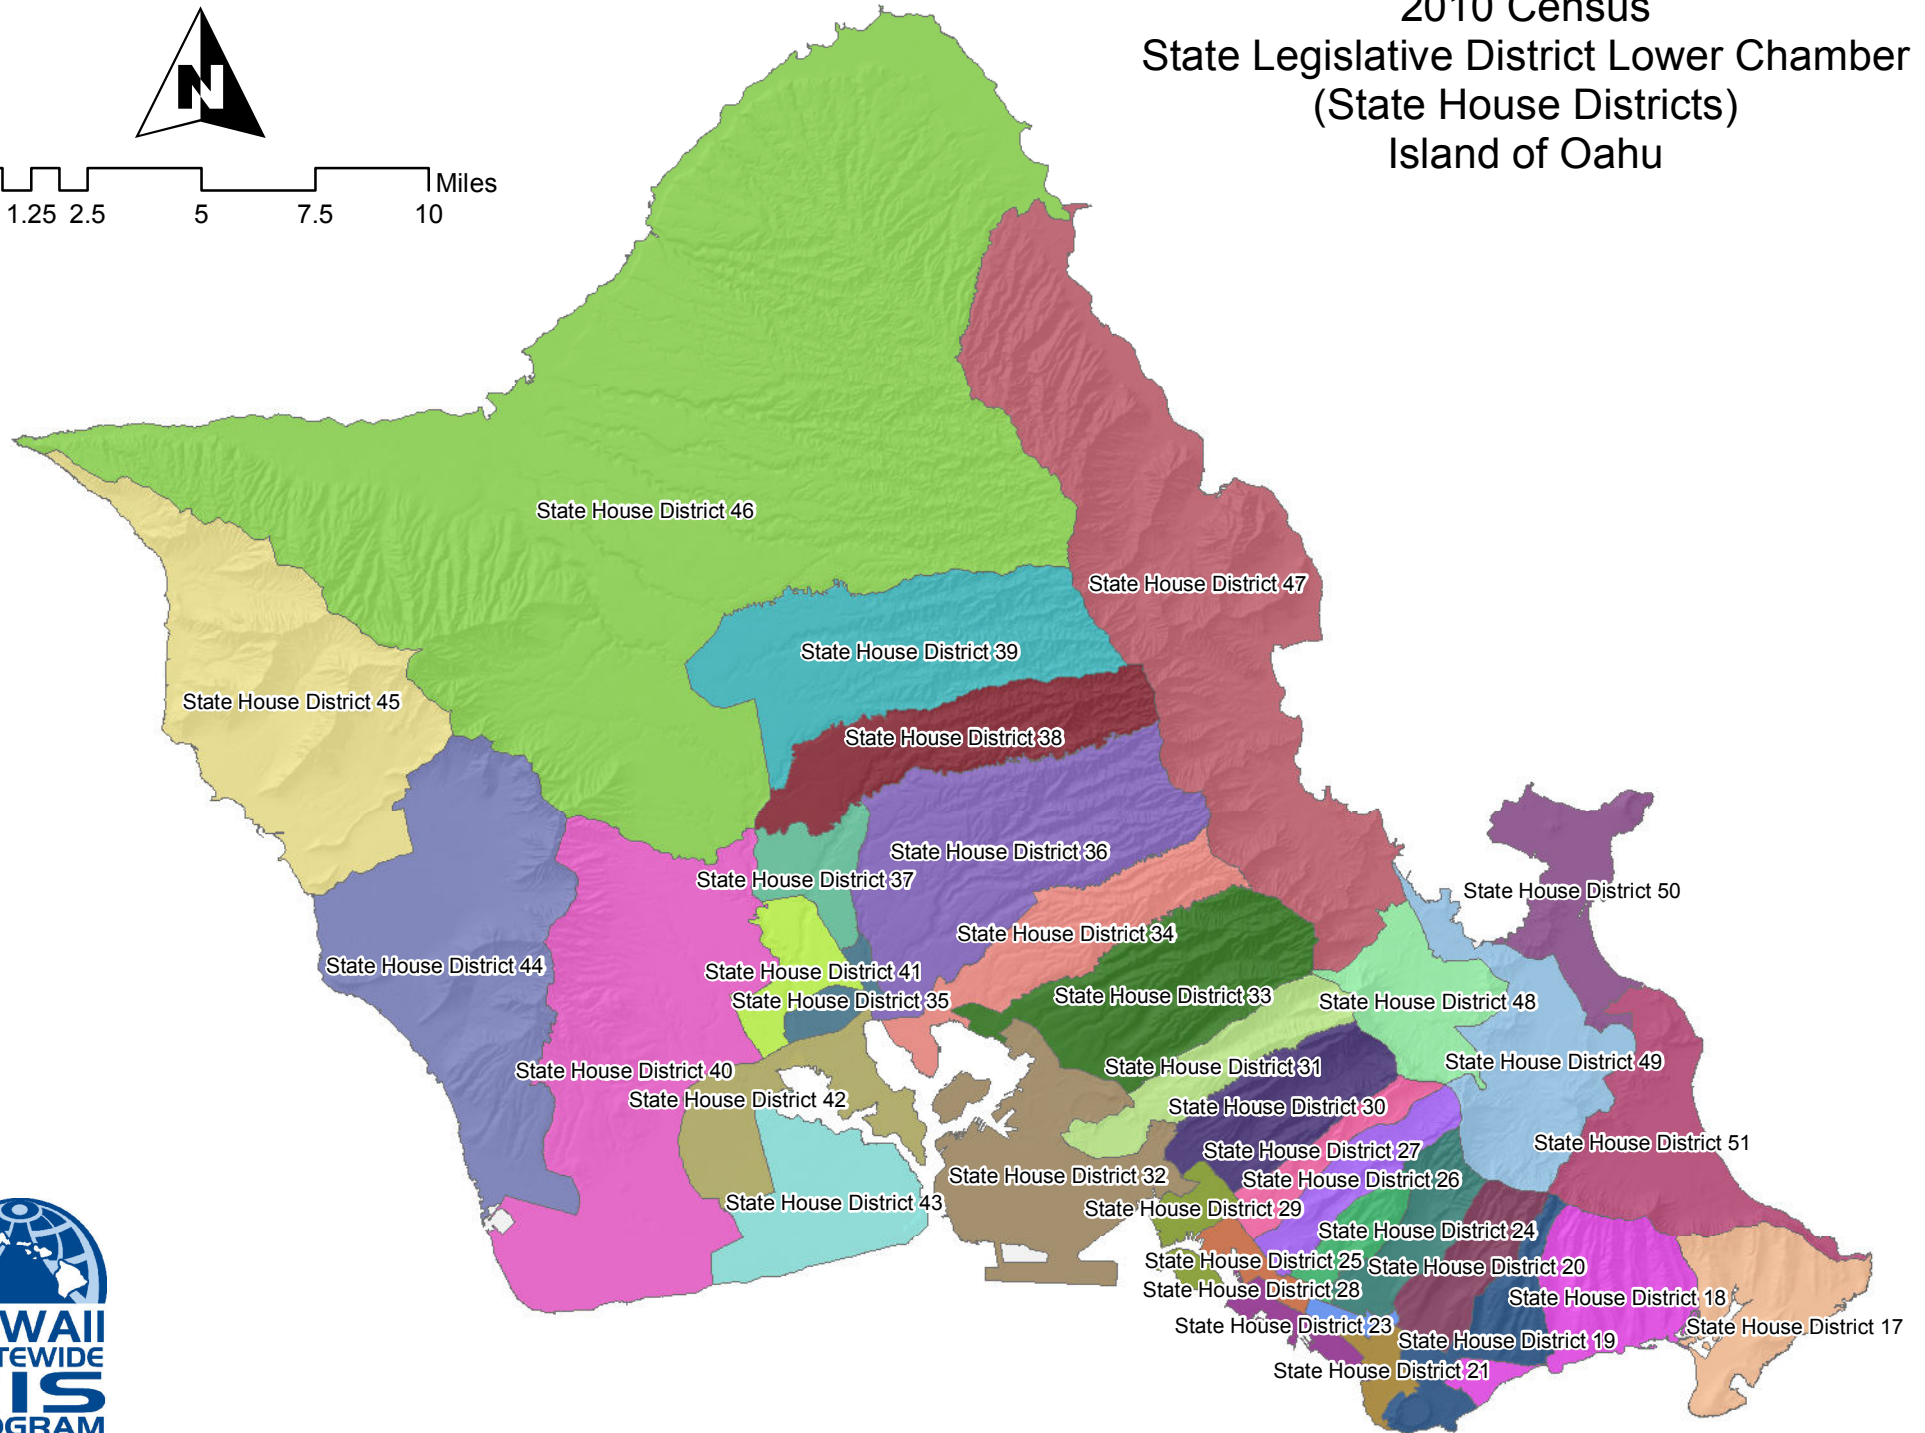 2010 Census
State Legislative District Lower Chamber
(State House Districts)
Island of Oahu
N
Miles
1.25 2.5 5 7.5 10
State House District 46
State House District 47
State House District 39
State House District 45
State House District 38
State House District 36
State House District 37
State House District 50
State House District 34
State House District 44
State House District 41
State House District 35
State House District 33
State House District 48
State House District 49
State House District 31
State House District 40
State House District 42
State House District 30
State House District 51
State House District 27
State House District 32
State House District 26
State House District 43
State House District 29
State House District 24
State House District 25
State House District 20
State House District 28
State House District 18
State House District 23
State House District 17
State House District 19
State House District 21
WAII
TEWIDE
IS
OGRAM